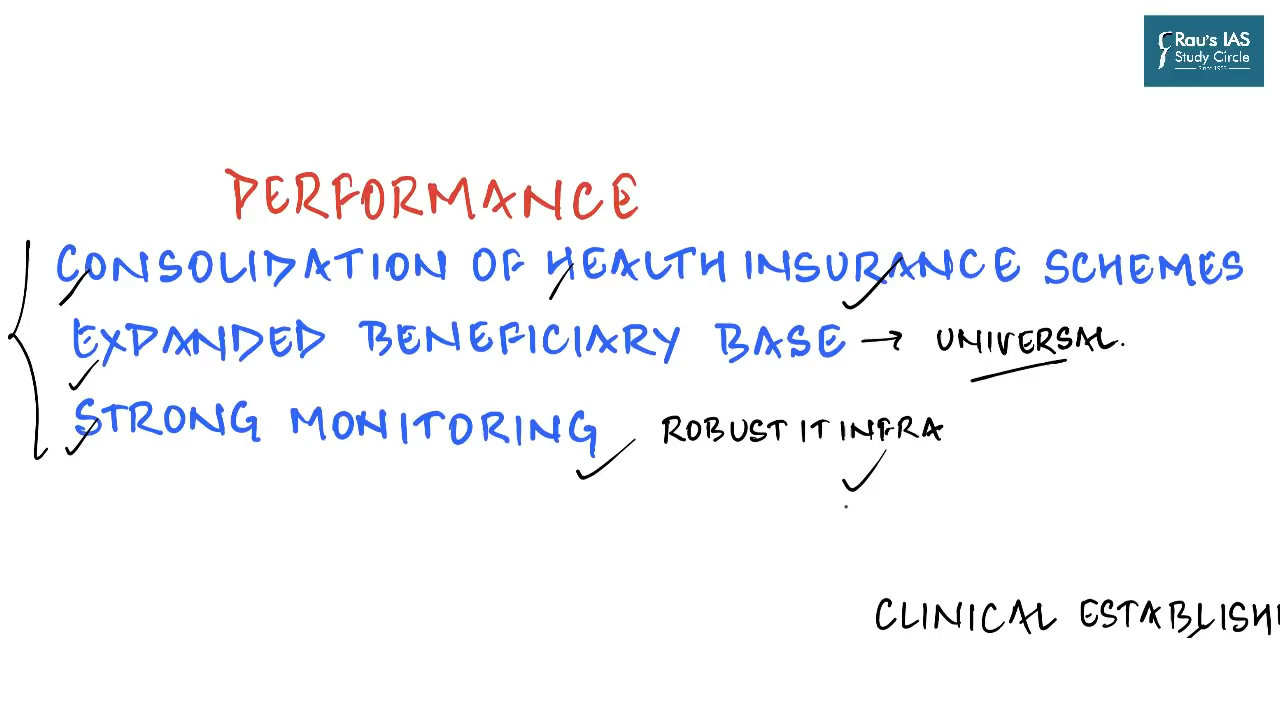 Rau's IAS
Study Circle
PERFORMANCE
CONSOLIDATION OF HEALTH INSURANCE SCHEMES
EXPANDED BENEFICIARY BASE → UNIVERSAL.
STRONG MONITORING ROBUST IT INFRA
CLINICAL ESTABLISH